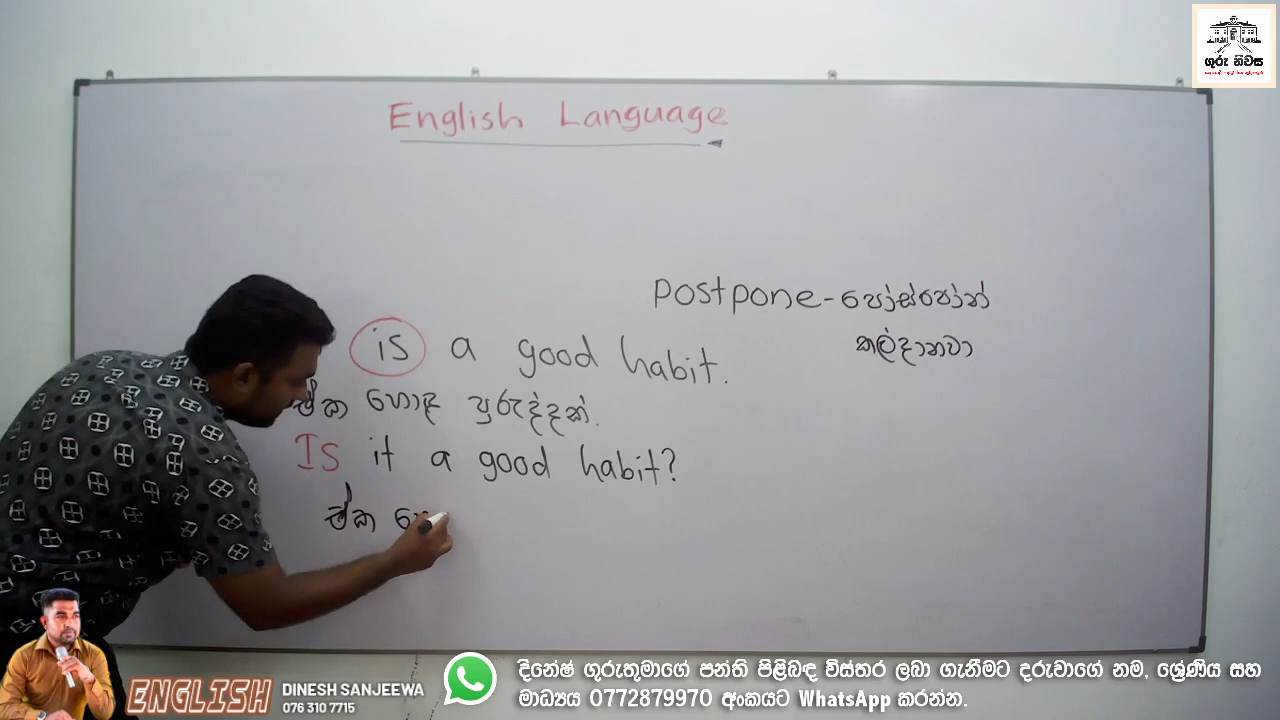 ගුරු නිවස
English Language
Postpone - පෝස්පෝන්
කල්දානවා
is a good habit.
ඒක හොඳ පුරුද්දක්.
Is it a good habit?
ඒක
ENGLISH
DINESH SANJEEWA
076 310 7715
දිනේෂ් ගුරුතුමාගේ පන්ති පිළිබඳ විස්තර ලබා ගැනීමට දරුවාගේ නම, ශ්‍රේණිය සහ
මාධ්‍යය 0772879970 අංකයට WhatsApp කරන්න.